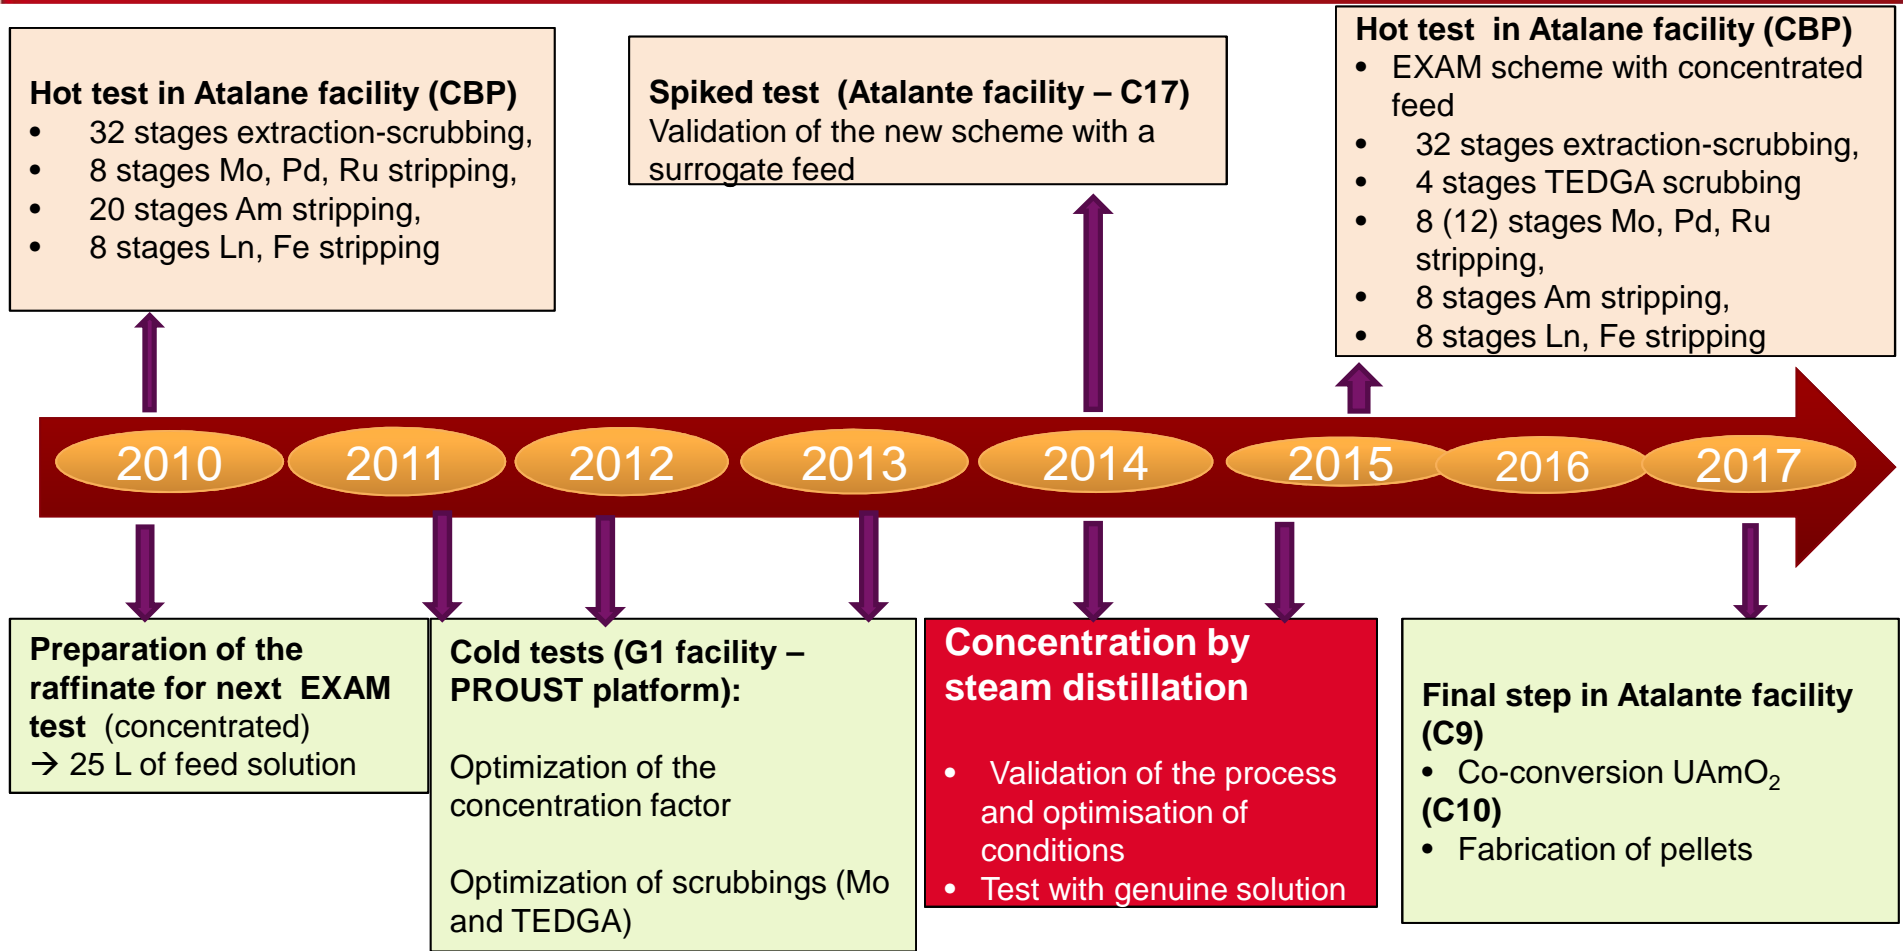 Hot test in Atalane facility (CBP)
• 32 stages extraction-scrubbing,
• 8 stages Mo, Pd, Ru stripping,
• 20 stages Am stripping,
• 8 stages Ln, Fe stripping
Spiked test (Atalante facility – C17)
Validation of the new scheme with a
surrogate feed
Hot test in Atalane facility (CBP)
• EXAM scheme with concentrated
feed
• 32 stages extraction-scrubbing,
• 4 stages TEDGA scrubbing
• 8 (12) stages Mo, Pd, Ru
stripping,
• 8 stages Am stripping,
• 8 stages Ln, Fe stripping
2010 2011 2012 2013 2014 2015 2016 2017
Preparation of the
raffinate for next EXAM
test (concentrated)
→ 25 L of feed solution
Cold tests (G1 facility –
PROUST platform):
Optimization of the
concentration factor
Optimization of scrubbings (Mo
and TEDGA)
Concentration by
steam distillation
• Validation of the process
and optimisation of
conditions
• Test with genuine solution
Final step in Atalante facility
(C9)
• Co-conversion UAmO₂
(C10)
• Fabrication of pellets